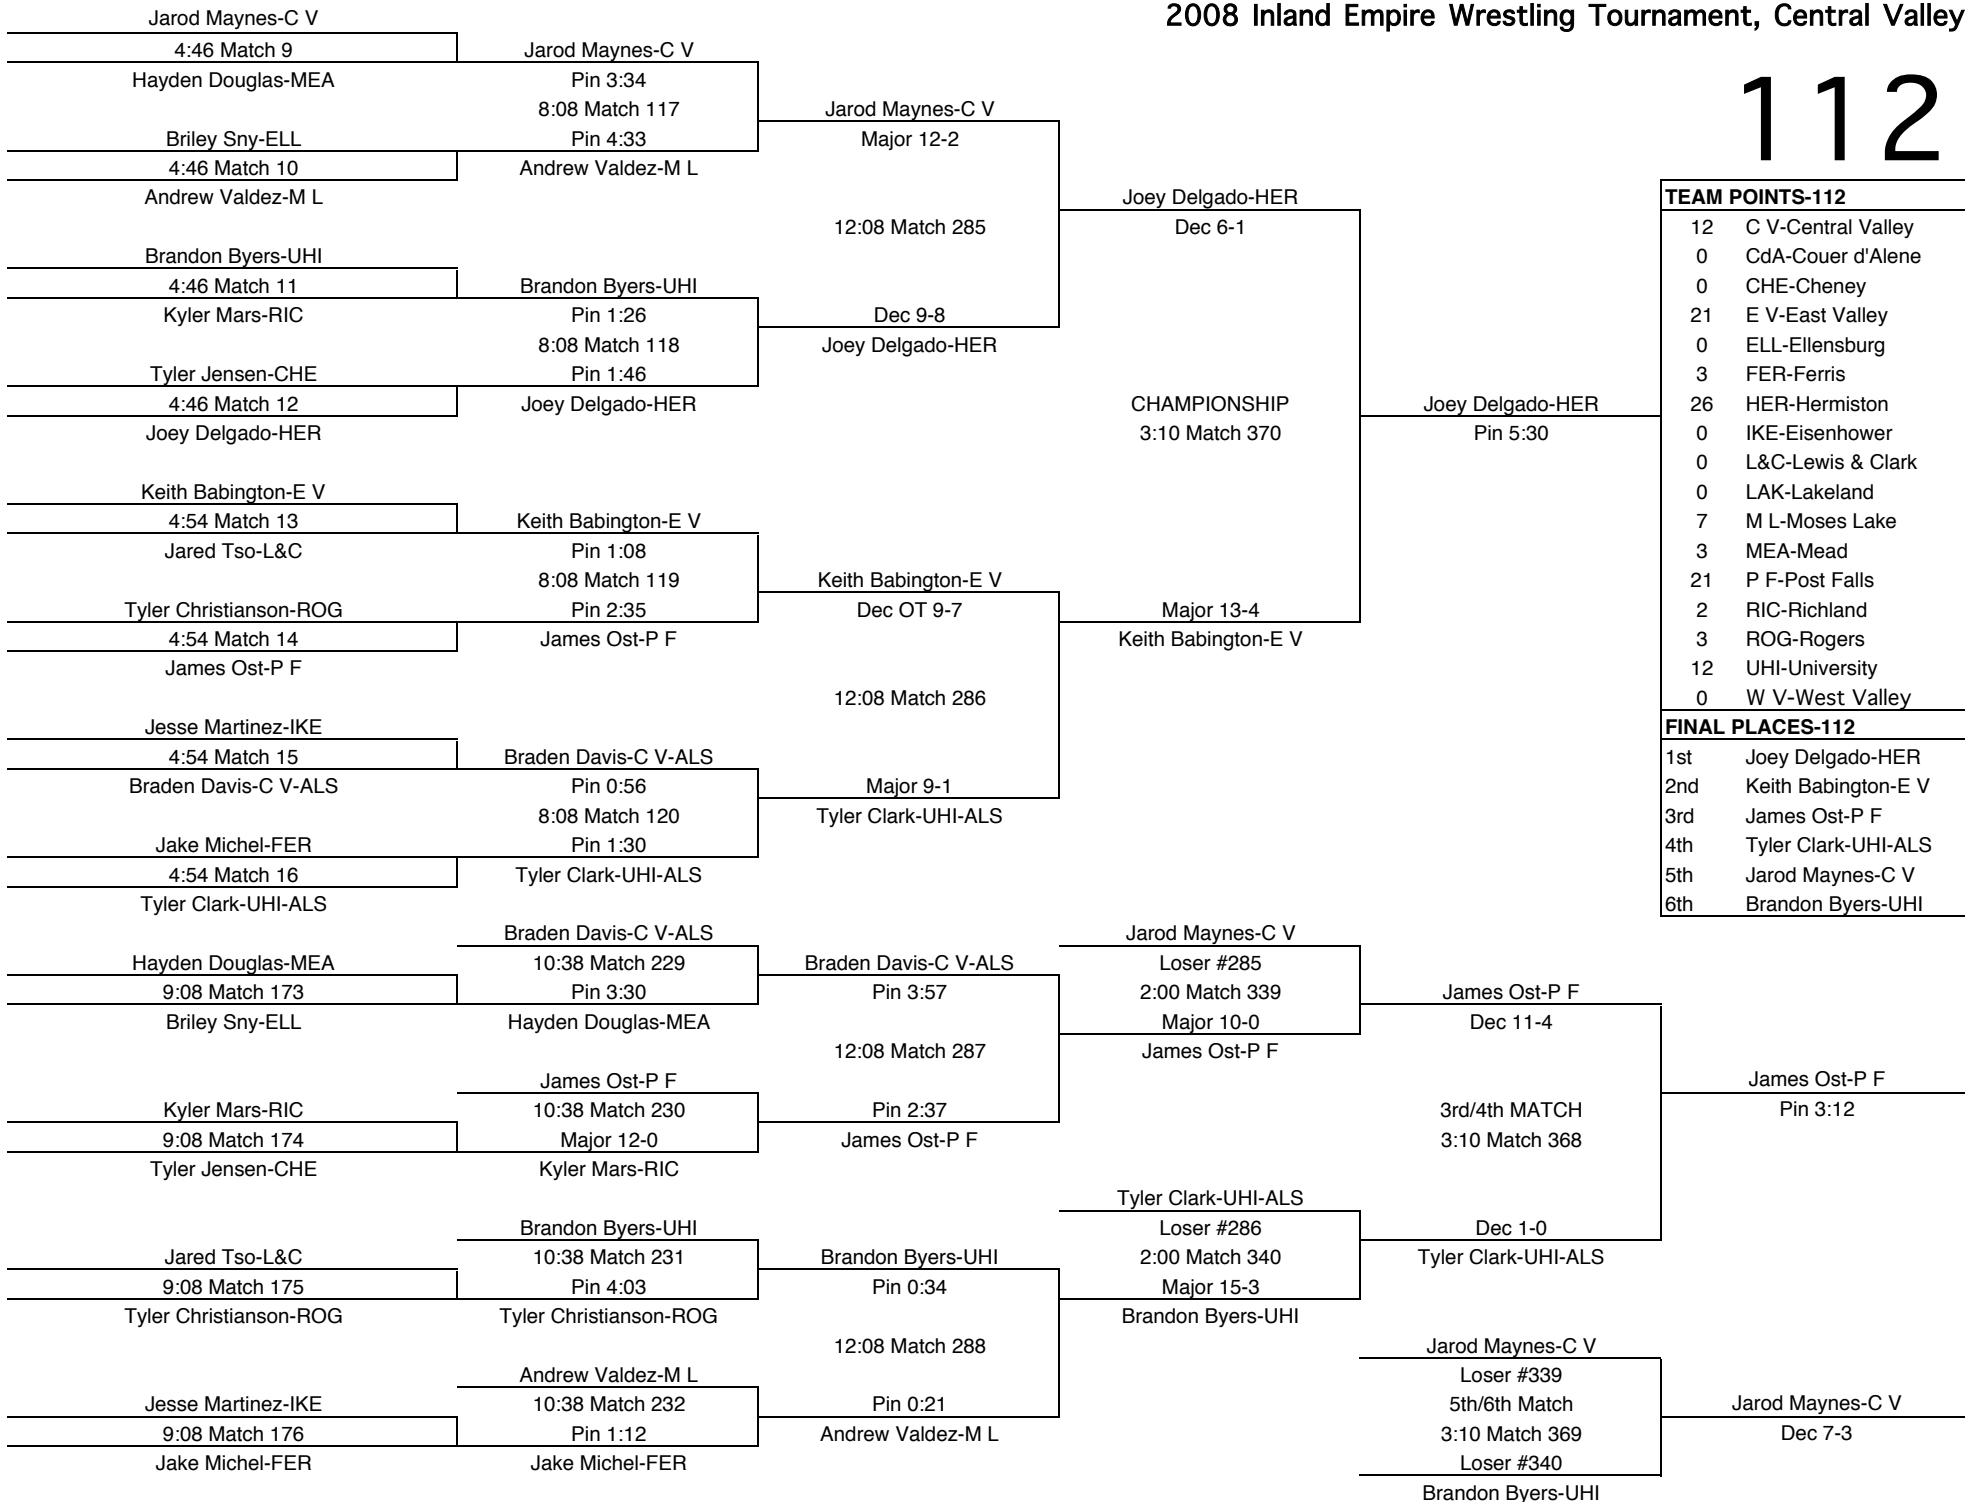 2008 Inland Empire Wrestling Tournament, Central Valley
112
Jarod Maynes-C V
4:46 Match 9
Hayden Douglas-MEA
Briley Sny-ELL
4:46 Match 10
Andrew Valdez-M L
Brandon Byers-UHI
4:46 Match 11
Kyler Mars-RIC
Tyler Jensen-CHE
4:46 Match 12
Joey Delgado-HER
Keith Babington-E V
4:54 Match 13
Jared Tso-L&C
Tyler Christianson-ROG
4:54 Match 14
James Ost-P F
Jesse Martinez-IKE
4:54 Match 15
Braden Davis-C V-ALS
Jake Michel-FER
4:54 Match 16
Tyler Clark-UHI-ALS
Jarod Maynes-C V
Pin 3:34
8:08 Match 117
Pin 4:33
Andrew Valdez-M L
Brandon Byers-UHI
Pin 1:26
8:08 Match 118
Pin 1:46
Joey Delgado-HER
Keith Babington-E V
Pin 1:08
8:08 Match 119
Pin 2:35
James Ost-P F
Braden Davis-C V-ALS
Pin 0:56
8:08 Match 120
Pin 1:30
Tyler Clark-UHI-ALS
Jarod Maynes-C V
Major 12-2
12:08 Match 285
Dec 9-8
Joey Delgado-HER
Keith Babington-E V
Dec OT 9-7
12:08 Match 286
Major 9-1
Tyler Clark-UHI-ALS
Joey Delgado-HER
Dec 6-1
CHAMPIONSHIP
3:10 Match 370
Major 13-4
Keith Babington-E V
Joey Delgado-HER
Pin 5:30
TEAM POINTS-112
12 C V-Central Valley
0 CdA-Couer d'Alene
0 CHE-Cheney
21 E V-East Valley
0 ELL-Ellensburg
3 FER-Ferris
26 HER-Hermiston
0 IKE-Eisenhower
0 L&C-Lewis & Clark
0 LAK-Lakeland
7 M L-Moses Lake
3 MEA-Mead
21 P F-Post Falls
2 RIC-Richland
3 ROG-Rogers
12 UHI-University
0 W V-West Valley
FINAL PLACES-112
1st Joey Delgado-HER
2nd Keith Babington-E V
3rd James Ost-P F
4th Tyler Clark-UHI-ALS
5th Jarod Maynes-C V
6th Brandon Byers-UHI
Hayden Douglas-MEA
9:08 Match 173
Briley Sny-ELL
Kyler Mars-RIC
9:08 Match 174
Tyler Jensen-CHE
Jared Tso-L&C
9:08 Match 175
Tyler Christianson-ROG
Jesse Martinez-IKE
9:08 Match 176
Jake Michel-FER
Braden Davis-C V-ALS
10:38 Match 229
Pin 3:30
Hayden Douglas-MEA
James Ost-P F
10:38 Match 230
Major 12-0
Kyler Mars-RIC
Brandon Byers-UHI
10:38 Match 231
Pin 4:03
Tyler Christianson-ROG
Andrew Valdez-M L
10:38 Match 232
Pin 1:12
Jake Michel-FER
Braden Davis-C V-ALS
Pin 3:57
12:08 Match 287
Pin 2:37
James Ost-P F
Brandon Byers-UHI
Pin 0:34
12:08 Match 288
Pin 0:21
Andrew Valdez-M L
Jarod Maynes-C V
Loser #285
2:00 Match 339
Major 10-0
James Ost-P F
Tyler Clark-UHI-ALS
Loser #286
2:00 Match 340
Major 15-3
Brandon Byers-UHI
James Ost-P F
Dec 11-4
3rd/4th MATCH
3:10 Match 368
Dec 1-0
Tyler Clark-UHI-ALS
James Ost-P F
Pin 3:12
Jarod Maynes-C V
Loser #339
5th/6th Match
3:10 Match 369
Loser #340
Brandon Byers-UHI
Jarod Maynes-C V
Dec 7-3